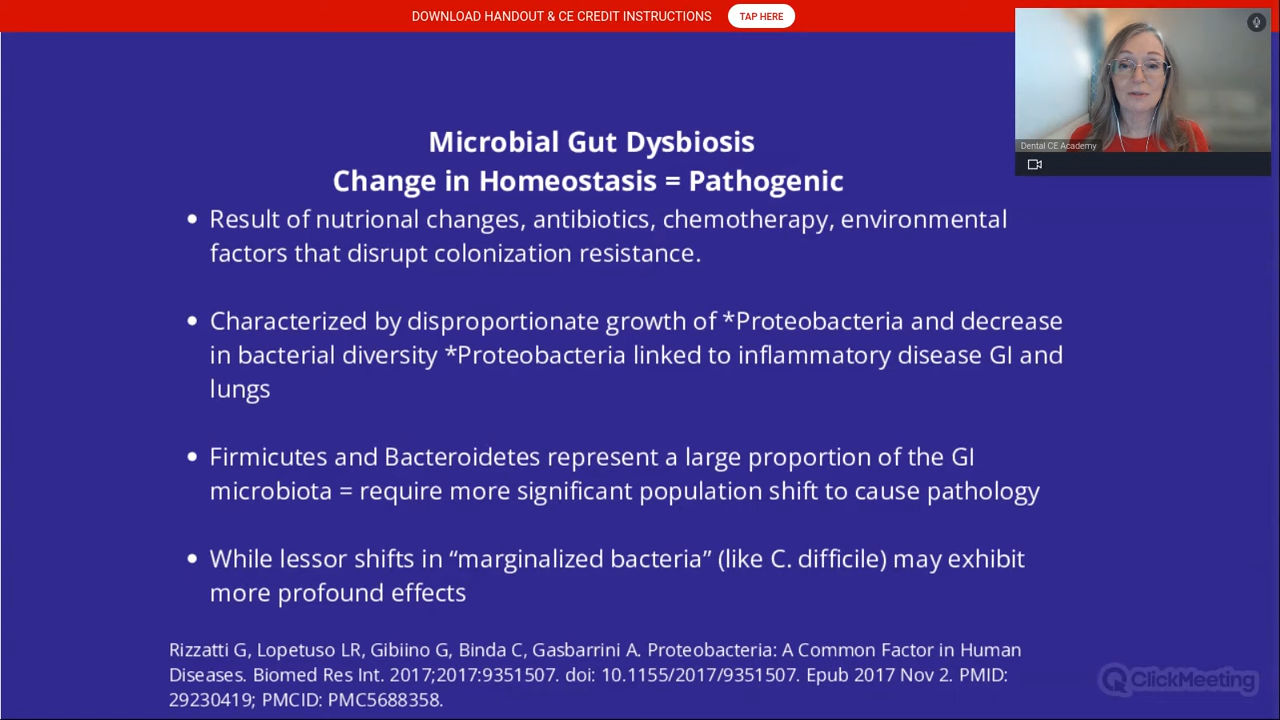 DOWNLOAD HANDOUT & CE CREDIT INSTRUCTIONS TAP HERE
Dental CE Academy
Microbial Gut Dysbiosis
Change in Homeostasis = Pathogenic
• Result of nutrional changes, antibiotics, chemotherapy, environmental
factors that disrupt colonization resistance.
• Characterized by disproportionate growth of *Proteobacteria and decrease
in bacterial diversity *Proteobacteria linked to inflammatory disease GI and
lungs
• Firmicutes and Bacteroidetes represent a large proportion of the GI
microbiota = require more significant population shift to cause pathology
• While lessor shifts in “marginalized bacteria” (like C. difficile) may exhibit
more profound effects
Rizzatti G, Lopetuso LR, Gibiino G, Binda C, Gasbarrini A. Proteobacteria: A Common Factor in Human
Diseases. Biomed Res Int. 2017;2017:9351507. doi: 10.1155/2017/9351507. Epub 2017 Nov 2. PMID:
29230419; PMCID: PMC5688358.
ClickMeeting